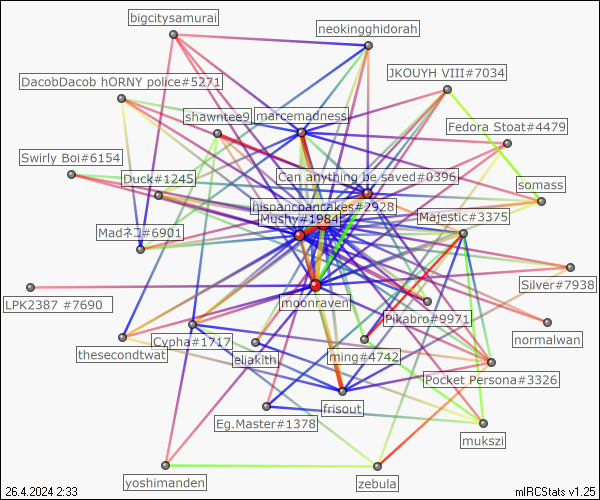 bigcitysamurai
neokingghidorah
JKOUYH VIII#7034
DacobDacob hORNY police#5271
shawntee9
marcemadness
Fedora Stoat#4479
Swirly Boi#6154
Duck#1245
Can anything be saved#0396
somass
hispancpancakes#2928
Mushy#1984
Majestic#3375
Madネコ#6901
Silver#7938
LPK2387 #7690
moonraven
Pikabro#9971
normalwan
thesecondtwat
Cypha#1717
eliakith
ming#4742
Pocket Persona#3326
frisout
Eg.Master#1378
mukszi
yoshimanden
zebula
26.4.2024 2:33
mIRCStats v1.25